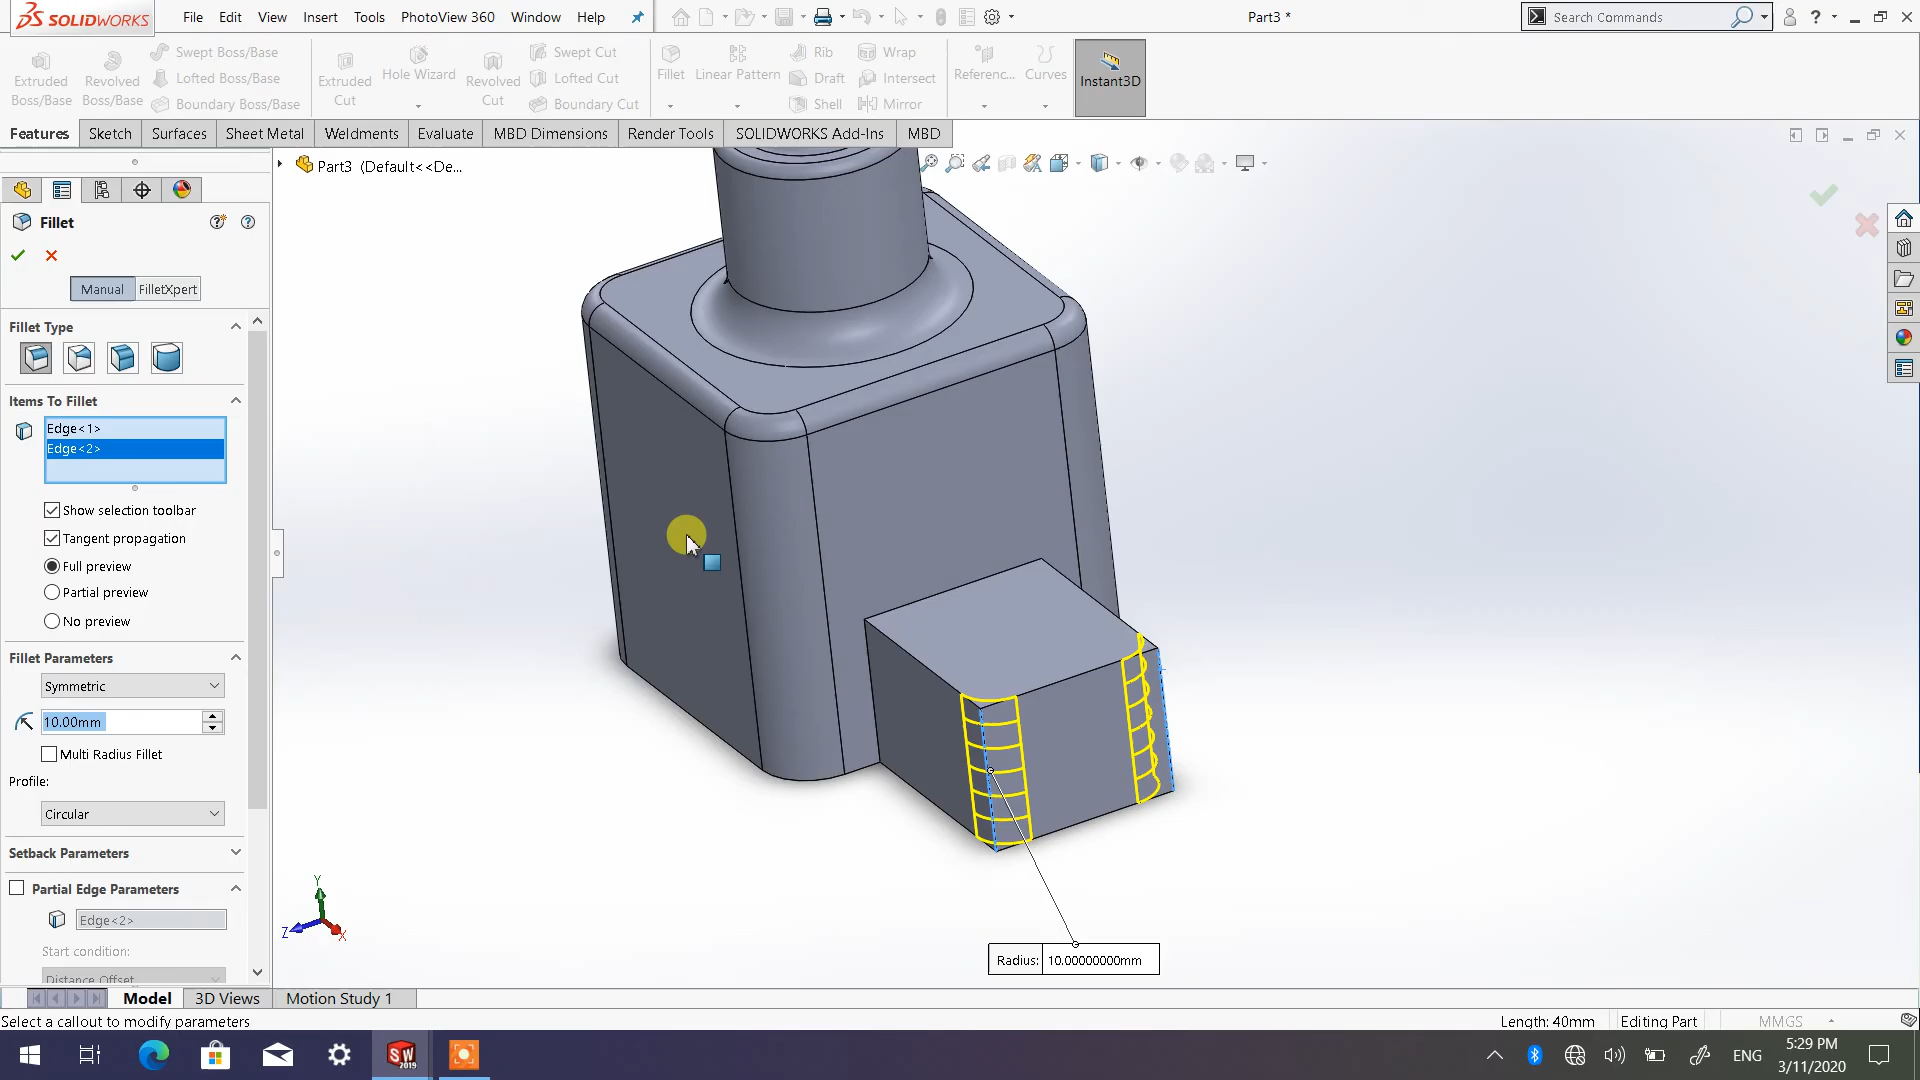 SOLIDWORKS
File Edit View Insert Tools PhotoView 360 Window Help
Part3 *
Search Commands
Extruded Boss/Base
Revolved Boss/Base
Swept Boss/Base
Lofted Boss/Base
Boundary Boss/Base
Extruded Cut
Hole Wizard
Revolved Cut
Swept Cut
Lofted Cut
Boundary Cut
Fillet
Linear Pattern
Rib
Draft
Shell
Wrap
Intersect
Mirror
Referenc...
Curves
Instant3D
Features Sketch Surfaces Sheet Metal Weldments Evaluate MBD Dimensions Render Tools SOLIDWORKS Add-Ins MBD
Part3 (Default<<De...
Fillet
Manual FilletXpert
Fillet Type
Items To Fillet
Edge<1>
Edge<2>
Show selection toolbar
Tangent propagation
Full preview
Partial preview
No preview
Fillet Parameters
Symmetric
10.00mm
Multi Radius Fillet
Profile:
Circular
Setback Parameters
Partial Edge Parameters
Edge<2>
Start condition:
Distance Offset
Y
Z
X
Radius: 10.00000000mm
Model 3D Views Motion Study 1
Select a callout to modify parameters
Length: 40mm Editing Part MMGS
SW
2019
ENG
5:29 PM
3/11/2020